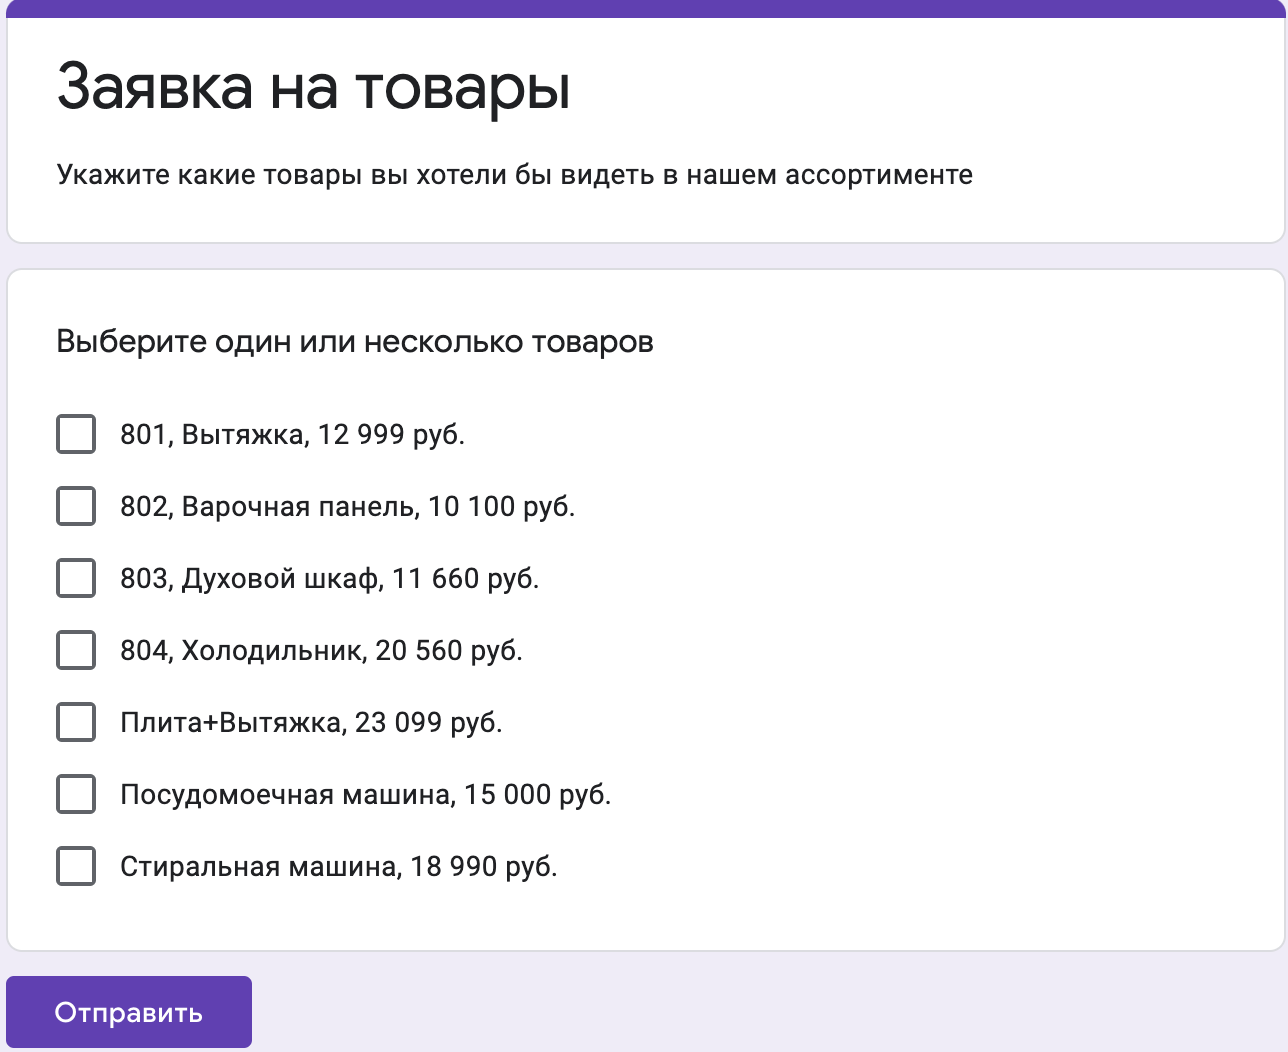 Заявка на товары
Укажите какие товары вы хотели бы видеть в нашем ассортименте
Выберите один или несколько товаров
801, Вытяжка, 12 999 руб.
802, Варочная панель, 10 100 руб.
803, Духовой шкаф, 11 660 руб.
804, Холодильник, 20 560 руб.
Плита+Вытяжка, 23 099 руб.
Посудомоечная машина, 15 000 руб.
Стиральная машина, 18 990 руб.
Отправить